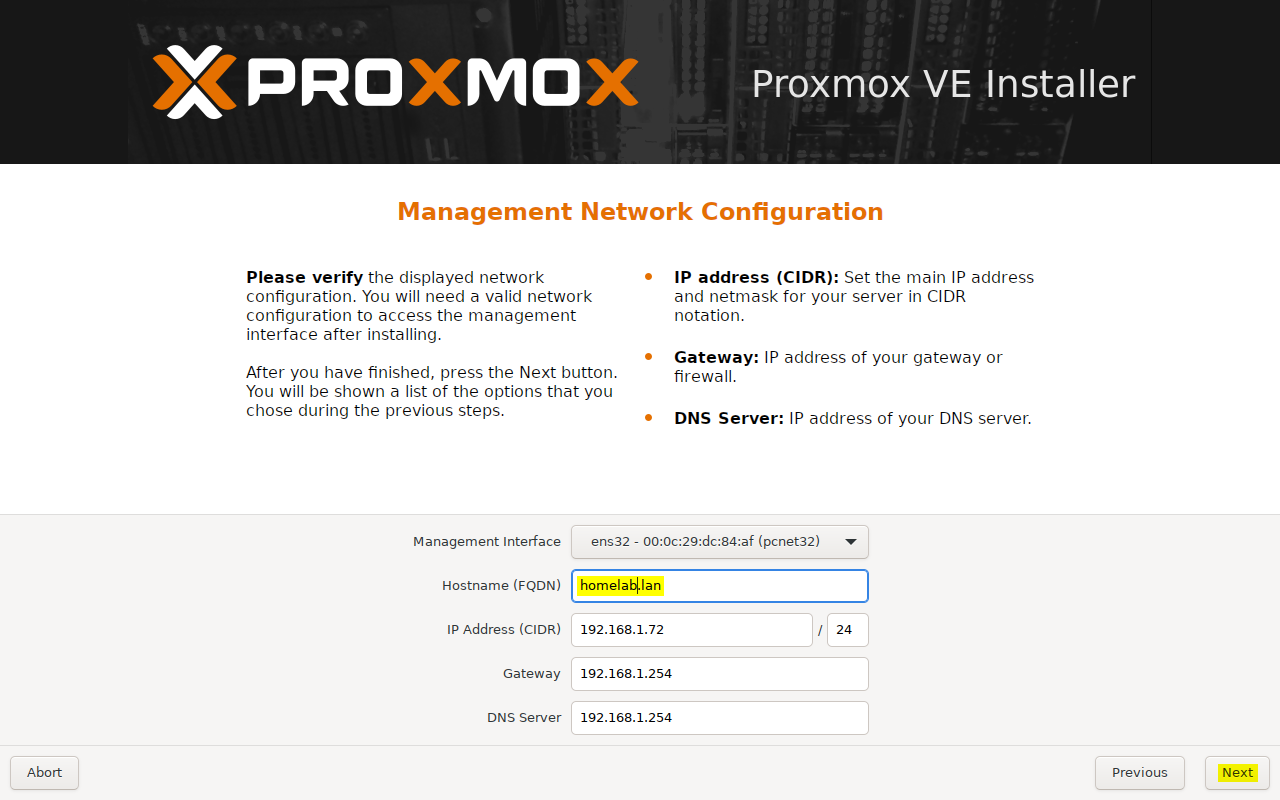 PROXMOX
Proxmox VE Installer
Management Network Configuration
Please verify the displayed network
configuration. You will need a valid network
configuration to access the management
interface after installing.
After you have finished, press the Next button.
You will be shown a list of the options that you
chose during the previous steps.
IP address (CIDR): Set the main IP address
and netmask for your server in CIDR
notation.
Gateway: IP address of your gateway or
firewall.
DNS Server: IP address of your DNS server.
Management Interface ens32 - 00:0c:29:dc:84:af (pcnet32)
Hostname (FQDN) homelab.lan
IP Address (CIDR) 192.168.1.72 / 24
Gateway 192.168.1.254
DNS Server 192.168.1.254
Abort Previous Next